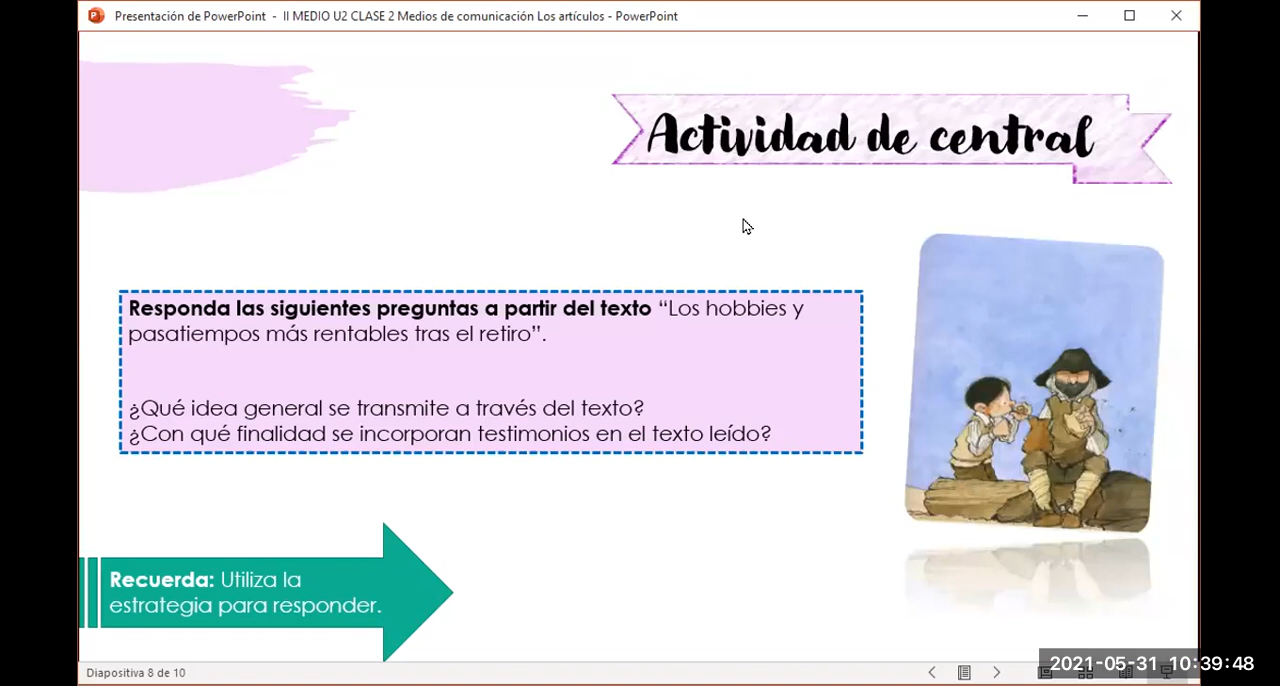 Presentación de PowerPoint - II MEDIO U2 CLASE 2 Medios de comunicación Los artículos - PowerPoint
Actividad de central
Responda las siguientes preguntas a partir del texto “Los hobbies y
pasatiempos más rentables tras el retiro”.
¿Qué idea general se transmite a través del texto?
¿Con qué finalidad se incorporan testimonios en el texto leído?
Recuerda: Utiliza la
estrategia para responder.
Diapositiva 8 de 10
2021-05-31 10:39:48